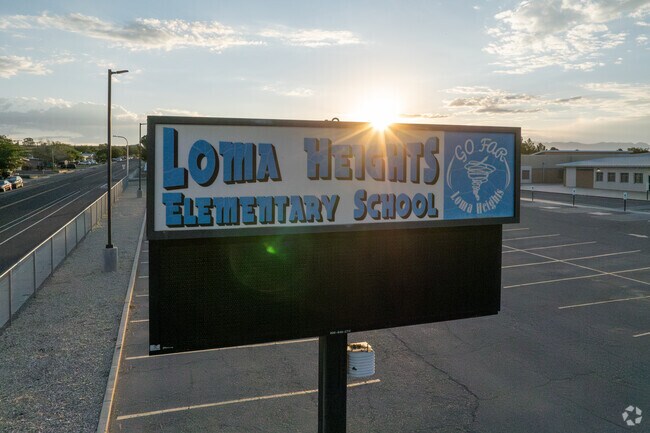 LOMA HEIGHTS
ELEMENTARY SCHOOL
GO FAR
Loma Heights